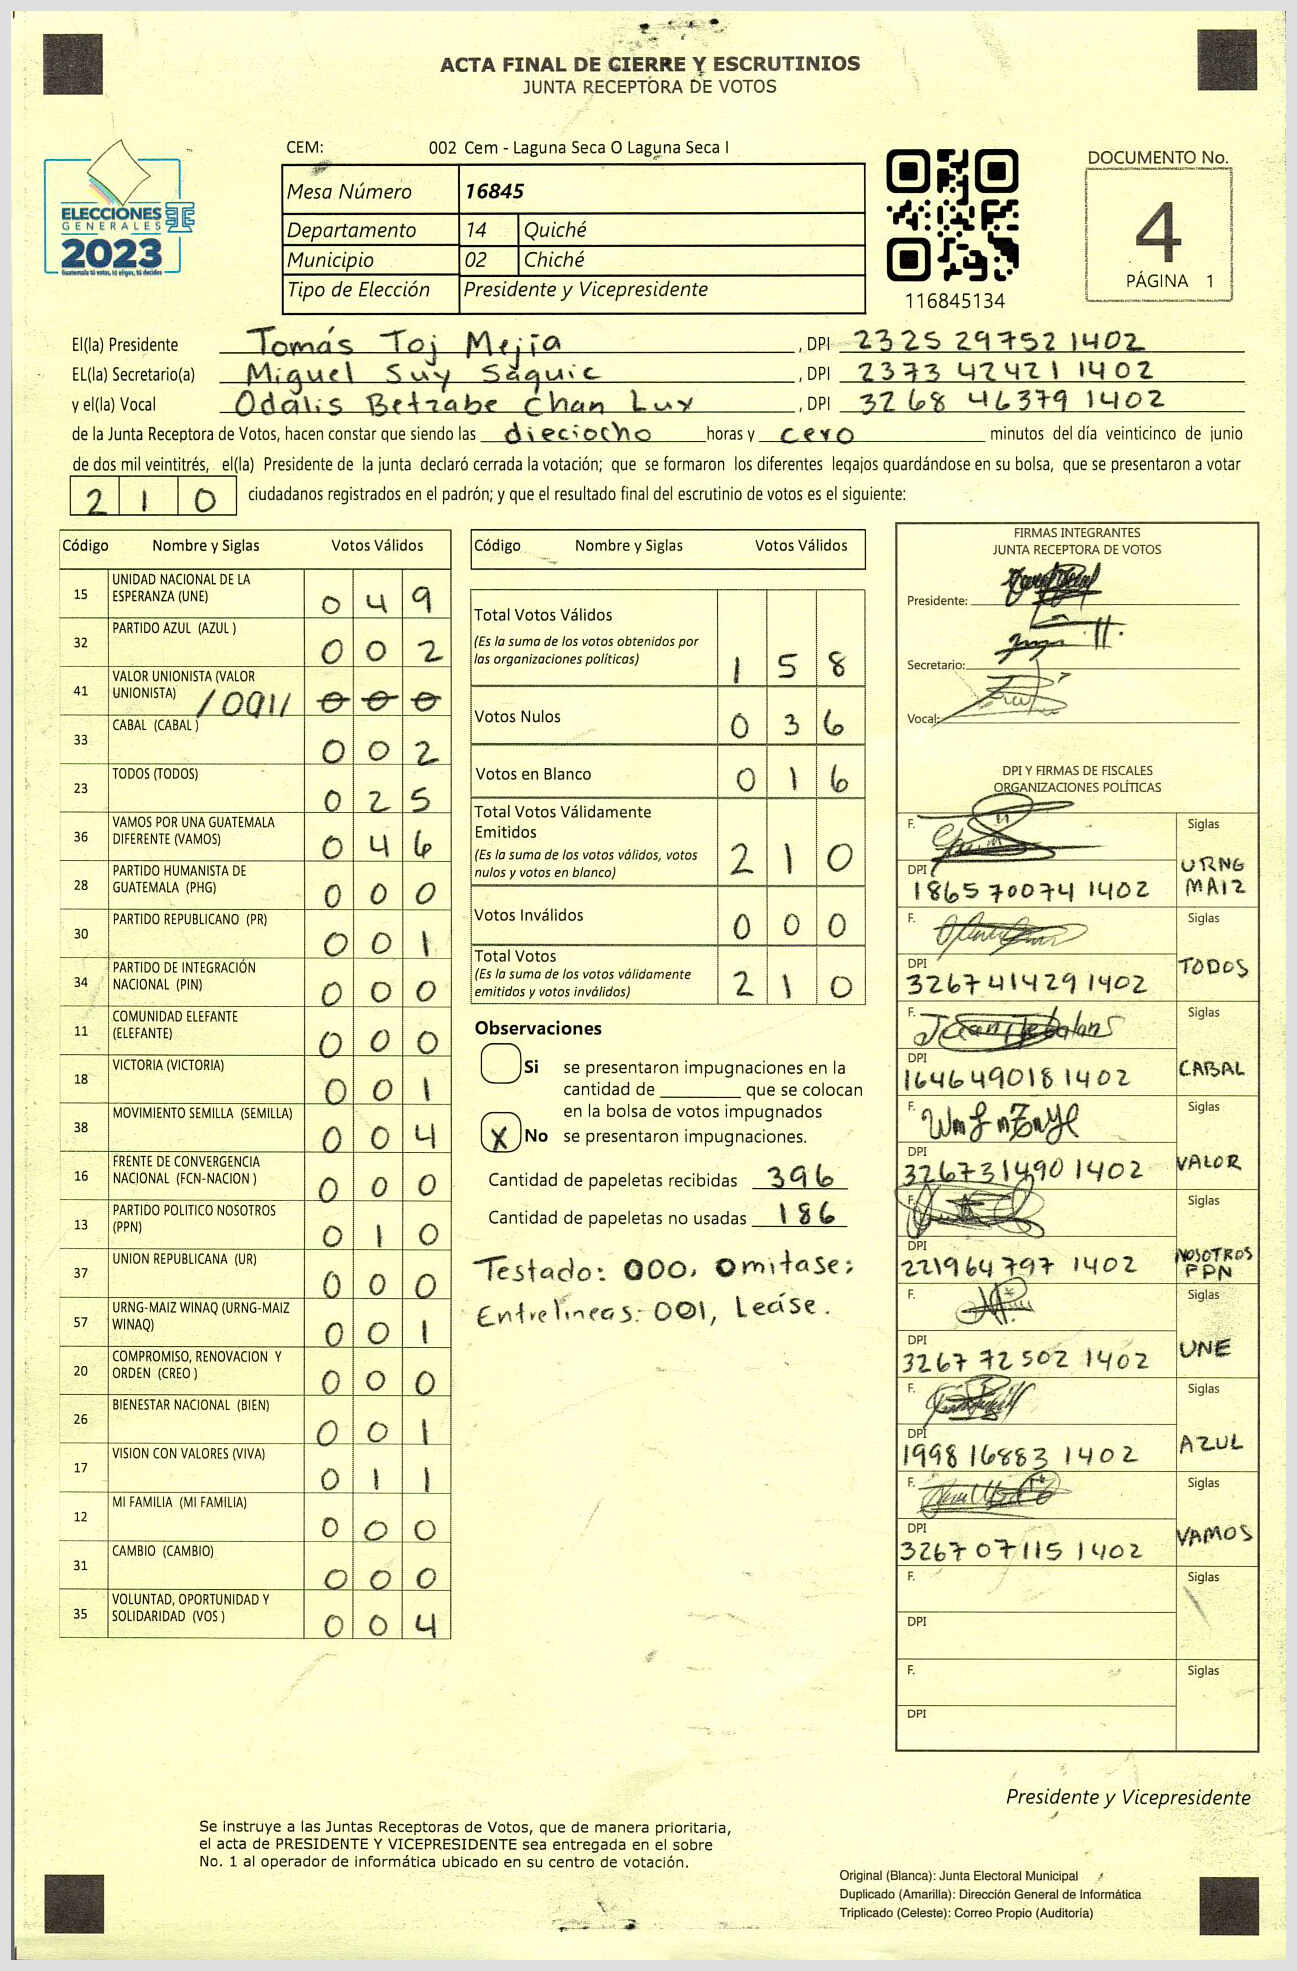 ACTA FINAL DE CIERRE Y ESCRUTINIOS
JUNTA RECEPTORA DE VOTOS
ELECCIONES
GENERALES
2023
Guatemala tú votas, tú eliges, tú decides
CEM: 002 Cem - Laguna Seca O Laguna Seca I
Mesa Número 16845
Departamento 14 Quiché
Municipio 02 Chiché
Tipo de Elección Presidente y Vicepresidente
116845134
DOCUMENTO No.
4
PÁGINA 1
El(la) Presidente Tomás Toj Mejía , DPI 2325 29752 1402
EL(la) Secretario(a) Miguel Suy Saquic , DPI 2373 42421 1402
y el(la) Vocal Odalis Betzabe Chan Lux , DPI 3268 46379 1402
de la Junta Receptora de Votos, hacen constar que siendo las dieciocho horas y cero minutos del día veinticinco de junio
de dos mil veintitrés, el(la) Presidente de la junta declaró cerrada la votación; que se formaron los diferentes legajos guardándose en su bolsa, que se presentaron a votar
2 1 0 ciudadanos registrados en el padrón; y que el resultado final del escrutinio de votos es el siguiente:
Código Nombre y Siglas Votos Válidos
15 UNIDAD NACIONAL DE LA ESPERANZA (UNE) 0 4 9
32 PARTIDO AZUL (AZUL ) 0 0 2
41 VALOR UNIONISTA (VALOR UNIONISTA) /001/ 0 0 0
33 CABAL (CABAL ) 0 0 2
23 TODOS (TODOS) 0 2 5
36 VAMOS POR UNA GUATEMALA DIFERENTE (VAMOS) 0 4 6
28 PARTIDO HUMANISTA DE GUATEMALA (PHG) 0 0 0
30 PARTIDO REPUBLICANO (PR) 0 0 1
34 PARTIDO DE INTEGRACIÓN NACIONAL (PIN) 0 0 0
11 COMUNIDAD ELEFANTE (ELEFANTE) 0 0 0
18 VICTORIA (VICTORIA) 0 0 1
38 MOVIMIENTO SEMILLA (SEMILLA) 0 0 4
16 FRENTE DE CONVERGENCIA NACIONAL (FCN-NACION ) 0 0 0
13 PARTIDO POLITICO NOSOTROS (PPN) 0 1 0
37 UNION REPUBLICANA (UR) 0 0 0
57 URNG-MAIZ WINAQ (URNG-MAIZ WINAQ) 0 0 1
20 COMPROMISO, RENOVACION Y ORDEN (CREO ) 0 0 0
26 BIENESTAR NACIONAL (BIEN) 0 0 1
17 VISION CON VALORES (VIVA) 0 1 1
12 MI FAMILIA (MI FAMILIA) 0 0 0
31 CAMBIO (CAMBIO) 0 0 0
35 VOLUNTAD, OPORTUNIDAD Y SOLIDARIDAD (VOS ) 0 0 4
Código Nombre y Siglas Votos Válidos
Total Votos Válidos
(Es la suma de los votos obtenidos por
las organizaciones políticas) 1 5 8
Votos Nulos 0 3 6
Votos en Blanco 0 1 6
Total Votos Válidamente
Emitidos
(Es la suma de los votos válidos, votos
nulos y votos en blanco) 2 1 0
Votos Inválidos 0 0 0
Total Votos
(Es la suma de los votos válidamente
emitidos y votos inválidos) 2 1 0
Observaciones
Si se presentaron impugnaciones en la
cantidad de ________ que se colocan
en la bolsa de votos impugnados
X No se presentaron impugnaciones.
Cantidad de papeletas recibidas 396
Cantidad de papeletas no usadas 186
Testado: 000, Omitase;
Entrelineas: 001, Lease.
FIRMAS INTEGRANTES
JUNTA RECEPTORA DE VOTOS
Presidente:
Secretario:
Vocal:
DPI Y FIRMAS DE FISCALES
ORGANIZACIONES POLÍTICAS
F. Siglas
DPI 1865 70074 1402 URNG MAIZ
F. Siglas
DPI 3267 41429 1402 TODOS
F. Siglas
DPI 1646 49018 1402 CABAL
F. Siglas
DPI 3267 31490 1402 VALOR
F. Siglas
DPI 2219 64797 1402 NOSOTROS PPN
F. Siglas
DPI 3267 72502 1402 UNE
F. Siglas
DPI 1998 16883 1402 AZUL
F. Siglas
DPI 3267 07115 1402 VAMOS
F. Siglas
DPI
F. Siglas
DPI
Presidente y Vicepresidente
Se instruye a las Juntas Receptoras de Votos, que de manera prioritaria,
el acta de PRESIDENTE Y VICEPRESIDENTE sea entregada en el sobre
No. 1 al operador de informática ubicado en su centro de votación.
Original (Blanca): Junta Electoral Municipal
Duplicado (Amarilla): Dirección General de Informática
Triplicado (Celeste): Correo Propio (Auditoría)